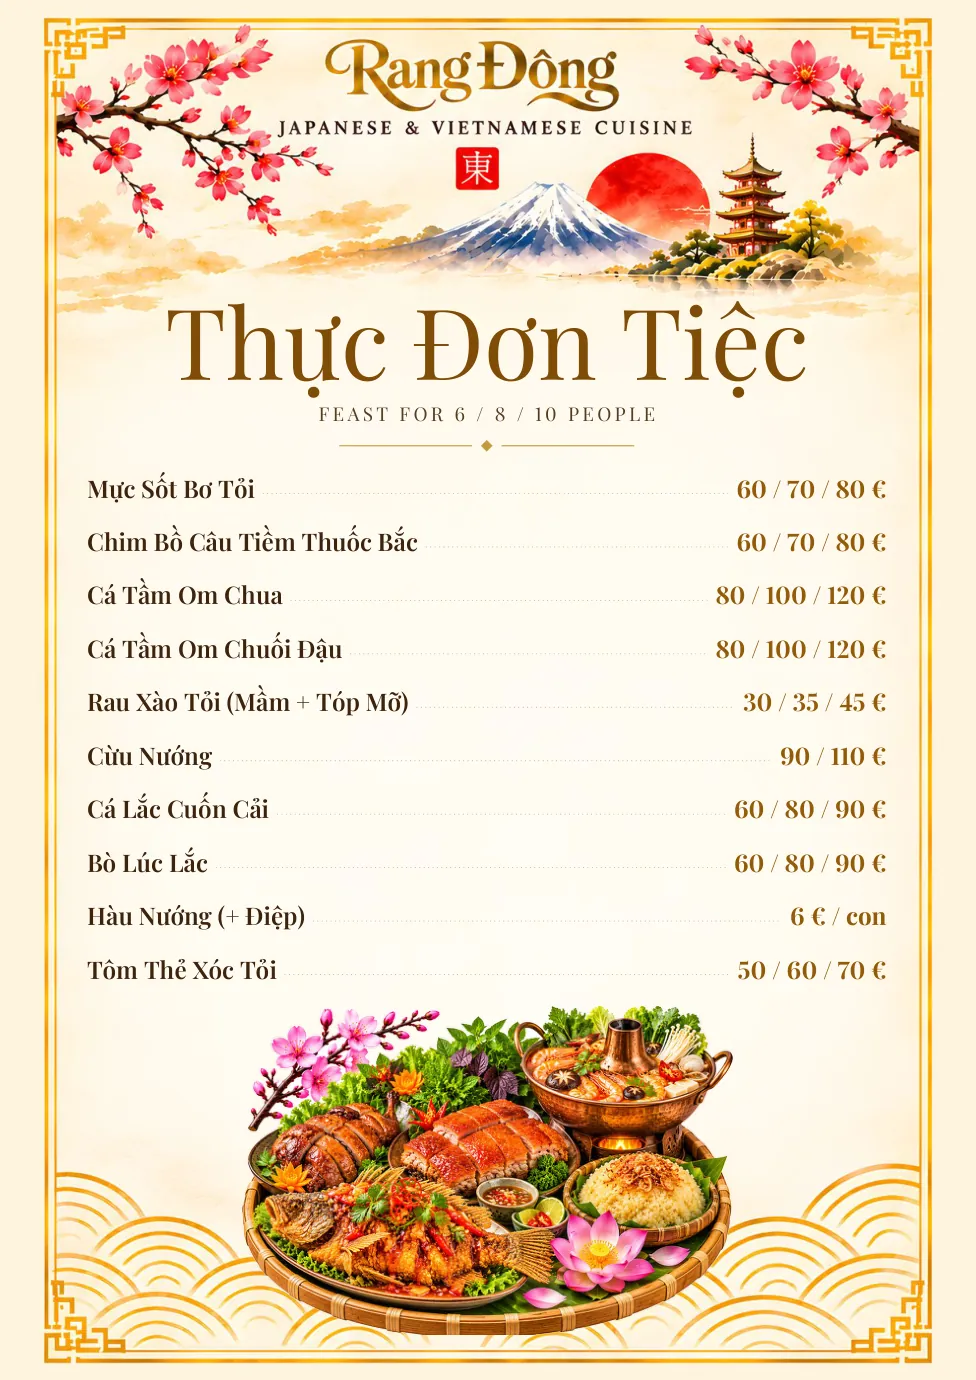 Rang Đông
JAPANESE & VIETNAMESE CUISINE
東
Thực Đơn Tiệc
FEAST FOR 6 / 8 / 10 PEOPLE
Mực Sốt Bơ Tỏi 60 / 70 / 80 €
Chim Bồ Câu Tiềm Thuốc Bắc 60 / 70 / 80 €
Cá Tầm Om Chua 80 / 100 / 120 €
Cá Tầm Om Chuối Đậu 80 / 100 / 120 €
Rau Xào Tỏi (Mầm + Tóp Mỡ) 30 / 35 / 45 €
Cừu Nướng 90 / 110 €
Cá Lắc Cuốn Cải 60 / 80 / 90 €
Bò Lúc Lắc 60 / 80 / 90 €
Hàu Nướng (+ Điệp) 6 € / con
Tôm Thẻ Xóc Tỏi 50 / 60 / 70 €